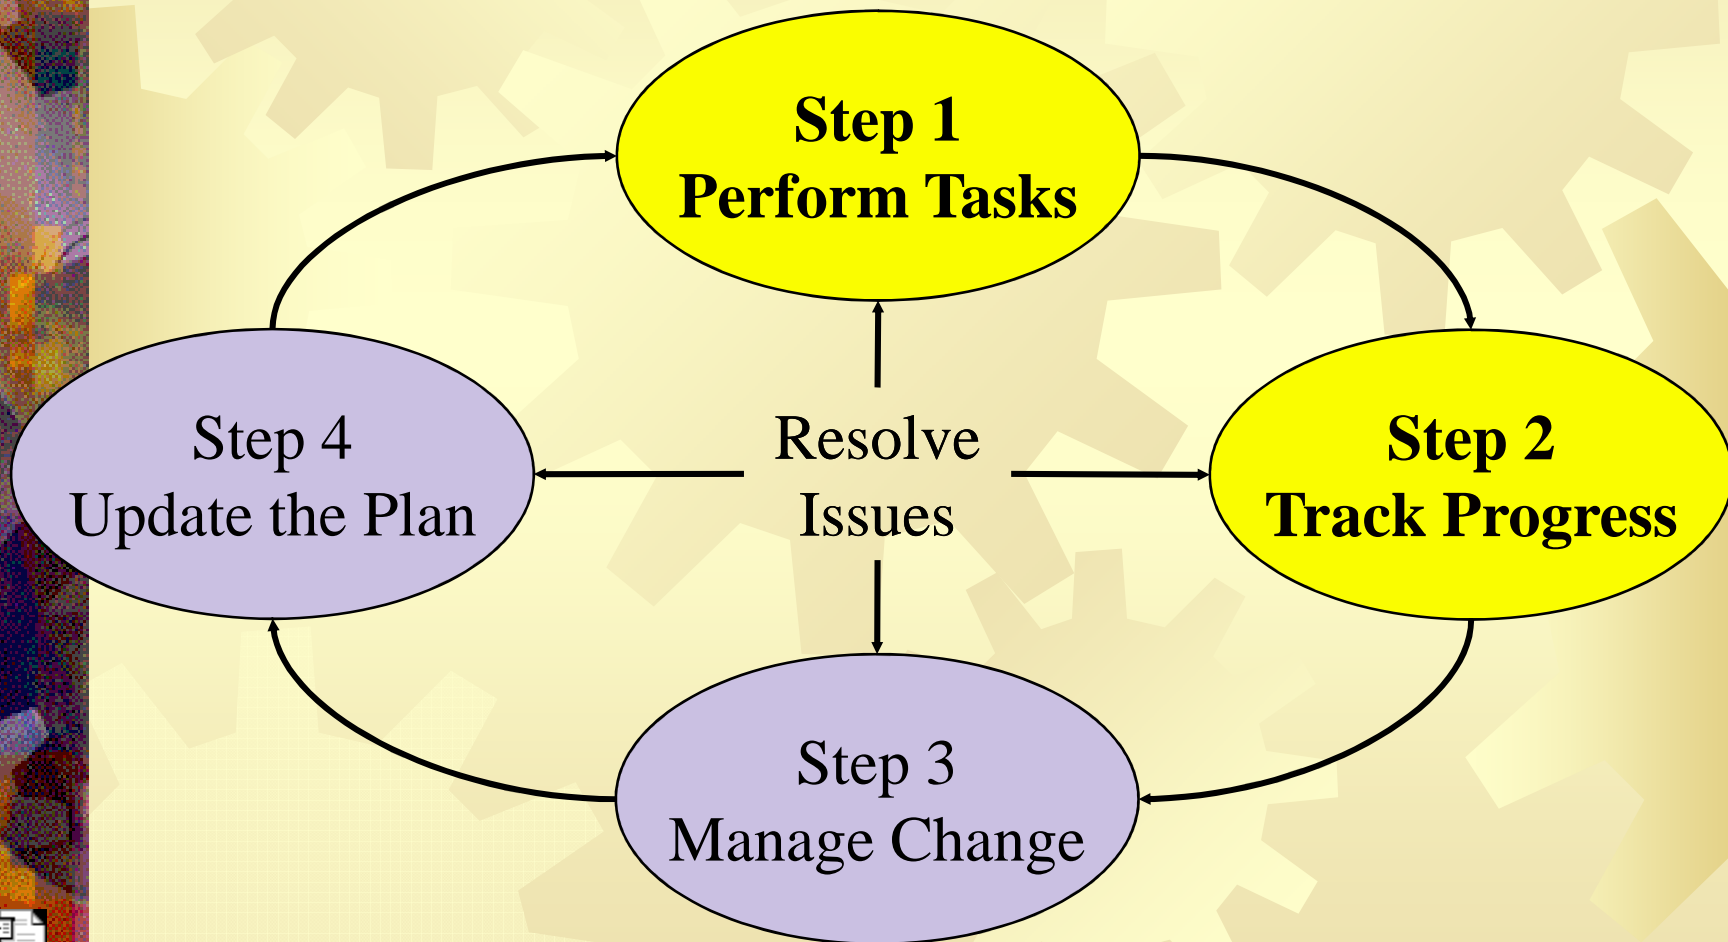 Step 1
Perform Tasks
Step 4
Update the Plan
Resolve
Issues
Step 2
Track Progress
Step 3
Manage Change